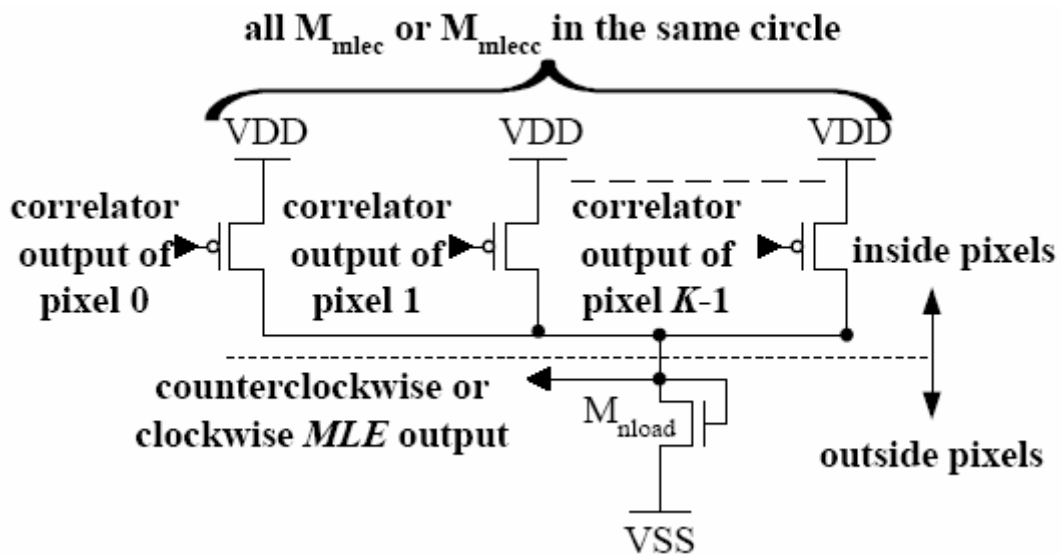 all M_mlec or M_mlecc in the same circle
VDD
VDD
VDD
correlator
output of
pixel 0
correlator
output of
pixel 1
correlator
output of
pixel K-1
inside pixels
counterclockwise or
clockwise MLE output
M_nload
outside pixels
VSS